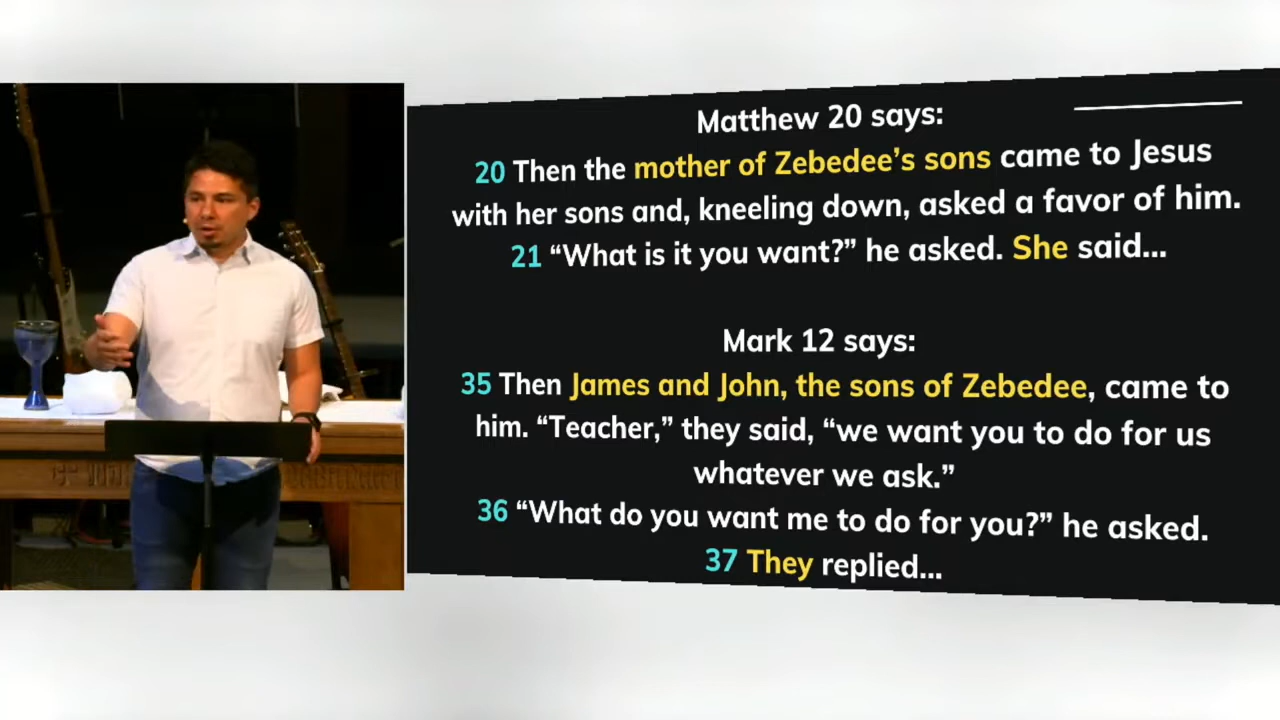 Matthew 20 says:
20 Then the mother of Zebedee’s sons came to Jesus
with her sons and, kneeling down, asked a favor of him.
21 “What is it you want?” he asked. She said...
Mark 12 says:
35 Then James and John, the sons of Zebedee, came to
him. “Teacher,” they said, “we want you to do for us
whatever we ask.”
36 “What do you want me to do for you?” he asked.
37 They replied...